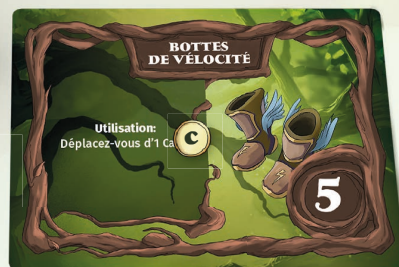 BOTTES
DE VÉLOCITÉ
Utilisation:
Déplacez-vous d'1
C
5